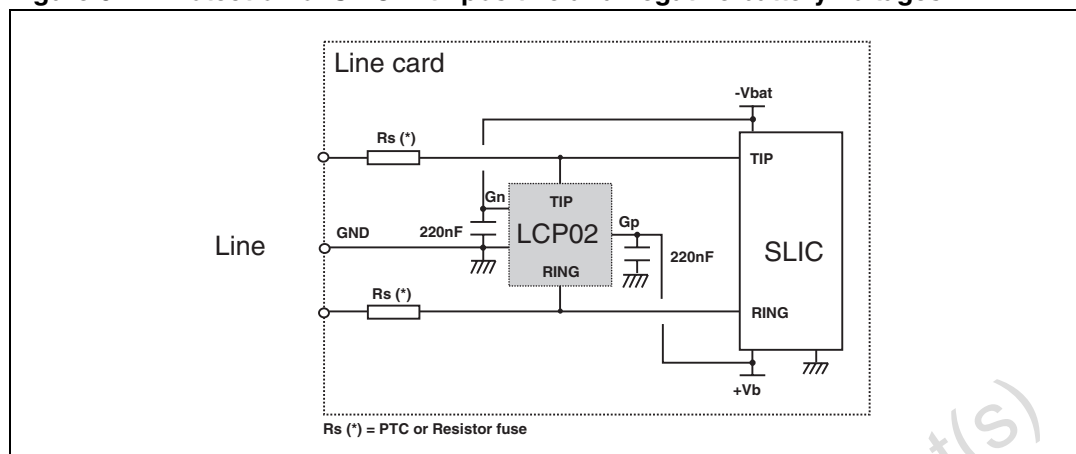 Line card
-Vbat
Rs (*)
TIP
Gn
TIP
Gp
220nF
GND
LCP02
Line
220nF
SLIC
RING
Rs (*)
RING
+Vb
Rs (*) = PTC or Resistor fuse
t(s)